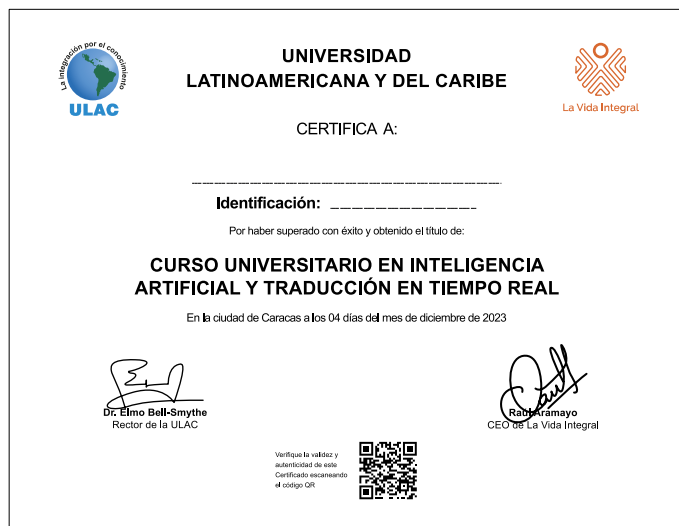 La integración por el conocimiento
ULAC
UNIVERSIDAD
LATINOAMERICANA Y DEL CARIBE
La Vida Integral
CERTIFICA A:
Identificación:
Por haber superado con éxito y obtenido el título de:
CURSO UNIVERSITARIO EN INTELIGENCIA
ARTIFICIAL Y TRADUCCIÓN EN TIEMPO REAL
En la ciudad de Caracas a los 04 días del mes de diciembre de 2023
Dr. Elmo Bell-Smythe
Rector de la ULAC
Raúl Aramayo
CEO de La Vida Integral
Verifique la validez y
autenticidad de este
Certificado escaneando
el código QR